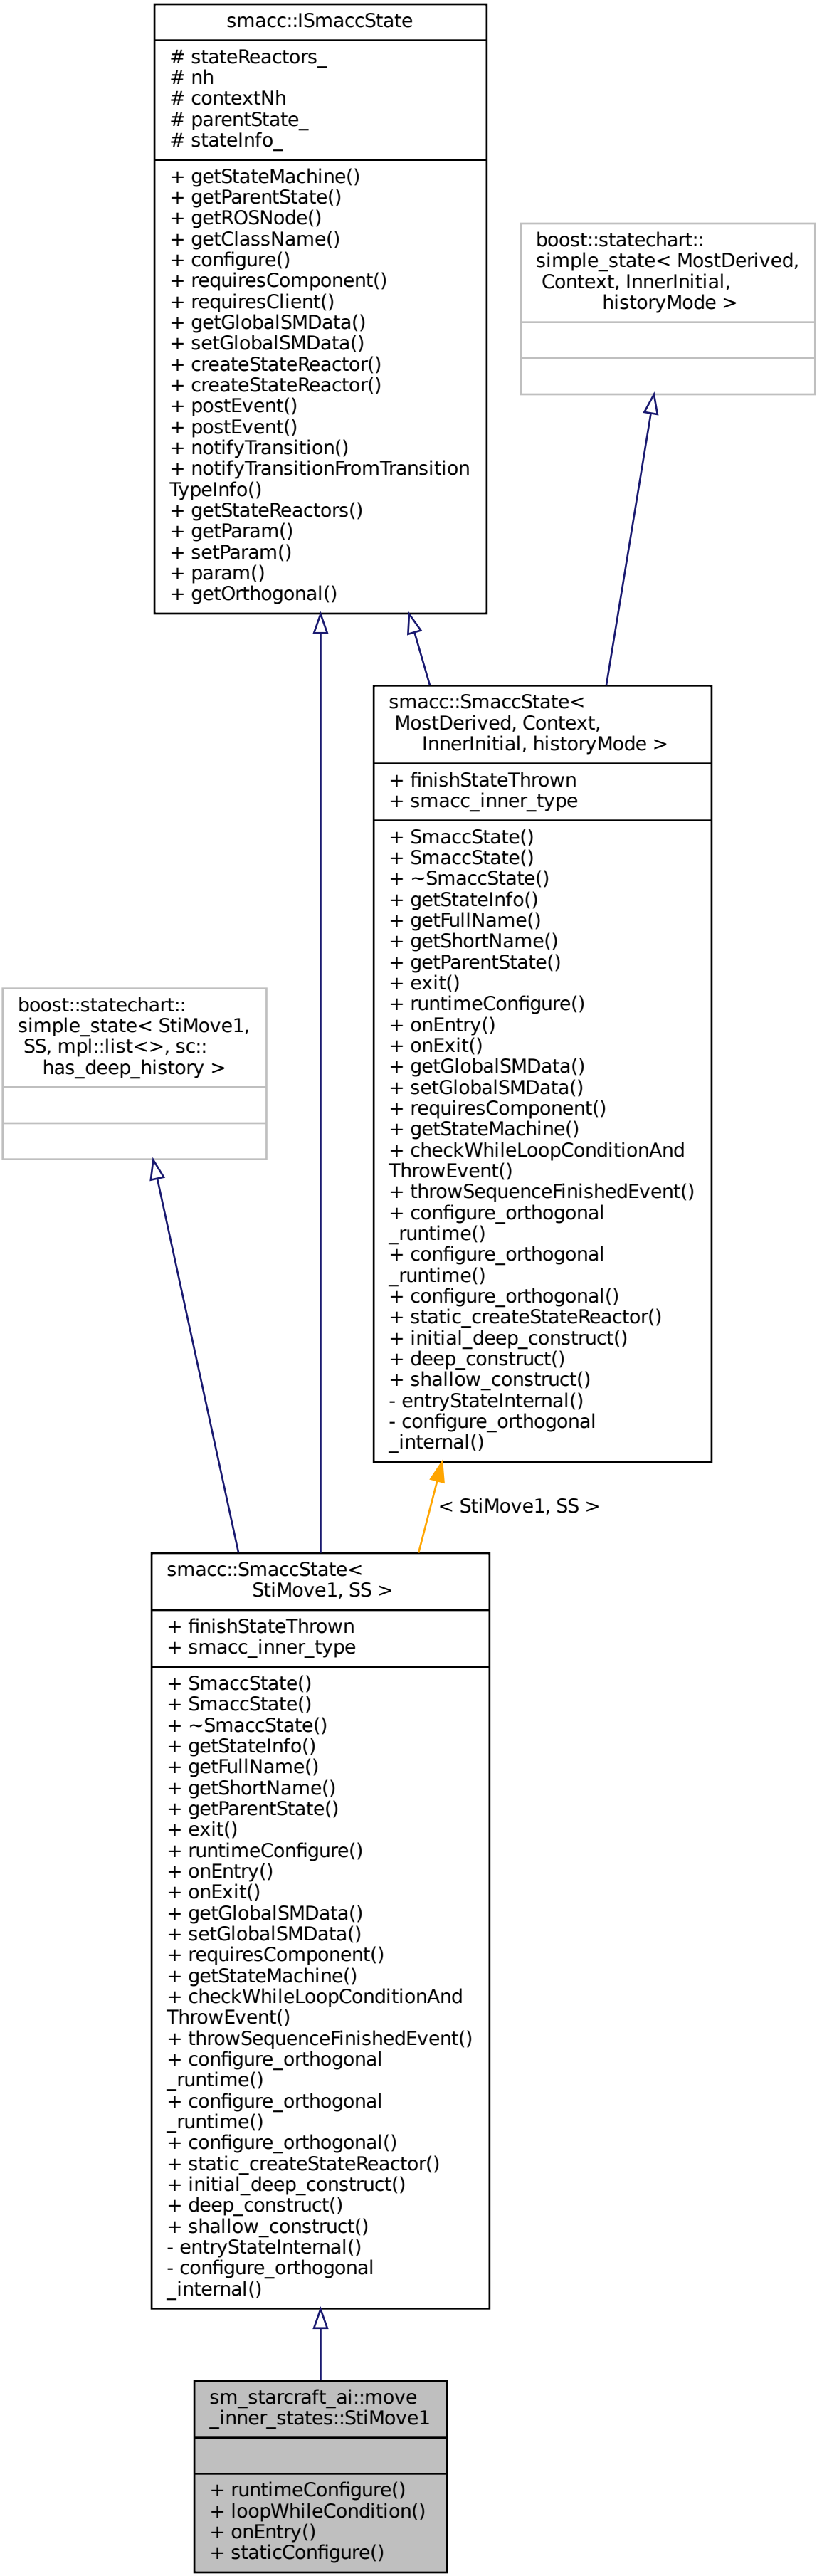 smacc::ISmaccState
# stateReactors_
# nh
# contextNh
# parentState_
# stateInfo_
+ getStateMachine()
+ getParentState()
+ getROSNode()
+ getClassName()
+ configure()
+ requiresComponent()
+ requiresClient()
+ getGlobalSMData()
+ setGlobalSMData()
+ createStateReactor()
+ createStateReactor()
+ postEvent()
+ postEvent()
+ notifyTransition()
+ notifyTransitionFromTransition
TypeInfo()
+ getStateReactors()
+ getParam()
+ setParam()
+ param()
+ getOrthogonal()
boost::statechart::
simple_state< MostDerived,
Context, InnerInitial,
historyMode >
smacc::SmaccState<
MostDerived, Context,
InnerInitial, historyMode >
+ finishStateThrown
+ smacc_inner_type
+ SmaccState()
+ SmaccState()
+ ~SmaccState()
+ getStateInfo()
+ getFullName()
+ getShortName()
+ getParentState()
+ exit()
+ runtimeConfigure()
+ onEntry()
+ onExit()
+ getGlobalSMData()
+ setGlobalSMData()
+ requiresComponent()
+ getStateMachine()
+ checkWhileLoopConditionAnd
ThrowEvent()
+ throwSequenceFinishedEvent()
+ configure_orthogonal
_runtime()
+ configure_orthogonal
_runtime()
+ configure_orthogonal()
+ static_createStateReactor()
+ initial_deep_construct()
+ deep_construct()
+ shallow_construct()
- entryStateInternal()
- configure_orthogonal
_internal()
boost::statechart::
simple_state< StiMove1,
SS, mpl::list<>, sc::
has_deep_history >
< StiMove1, SS >
smacc::SmaccState<
StiMove1, SS >
+ finishStateThrown
+ smacc_inner_type
+ SmaccState()
+ SmaccState()
+ ~SmaccState()
+ getStateInfo()
+ getFullName()
+ getShortName()
+ getParentState()
+ exit()
+ runtimeConfigure()
+ onEntry()
+ onExit()
+ getGlobalSMData()
+ setGlobalSMData()
+ requiresComponent()
+ getStateMachine()
+ checkWhileLoopConditionAnd
ThrowEvent()
+ throwSequenceFinishedEvent()
+ configure_orthogonal
_runtime()
+ configure_orthogonal
_runtime()
+ configure_orthogonal()
+ static_createStateReactor()
+ initial_deep_construct()
+ deep_construct()
+ shallow_construct()
- entryStateInternal()
- configure_orthogonal
_internal()
sm_starcraft_ai::move
_inner_states::StiMove1
+ runtimeConfigure()
+ loopWhileCondition()
+ onEntry()
+ staticConfigure()